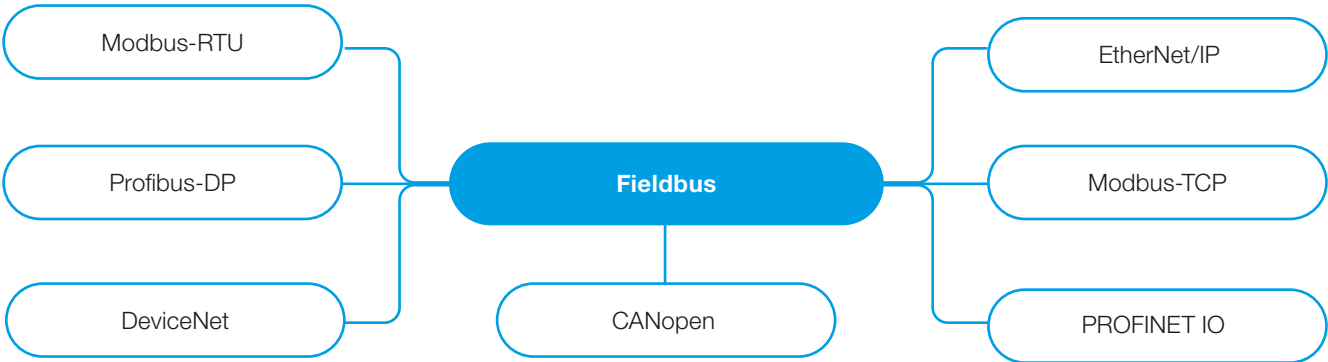 Modbus-RTU
EtherNet/IP
Profibus-DP
Fieldbus
Modbus-TCP
DeviceNet
CANopen
PROFINET IO